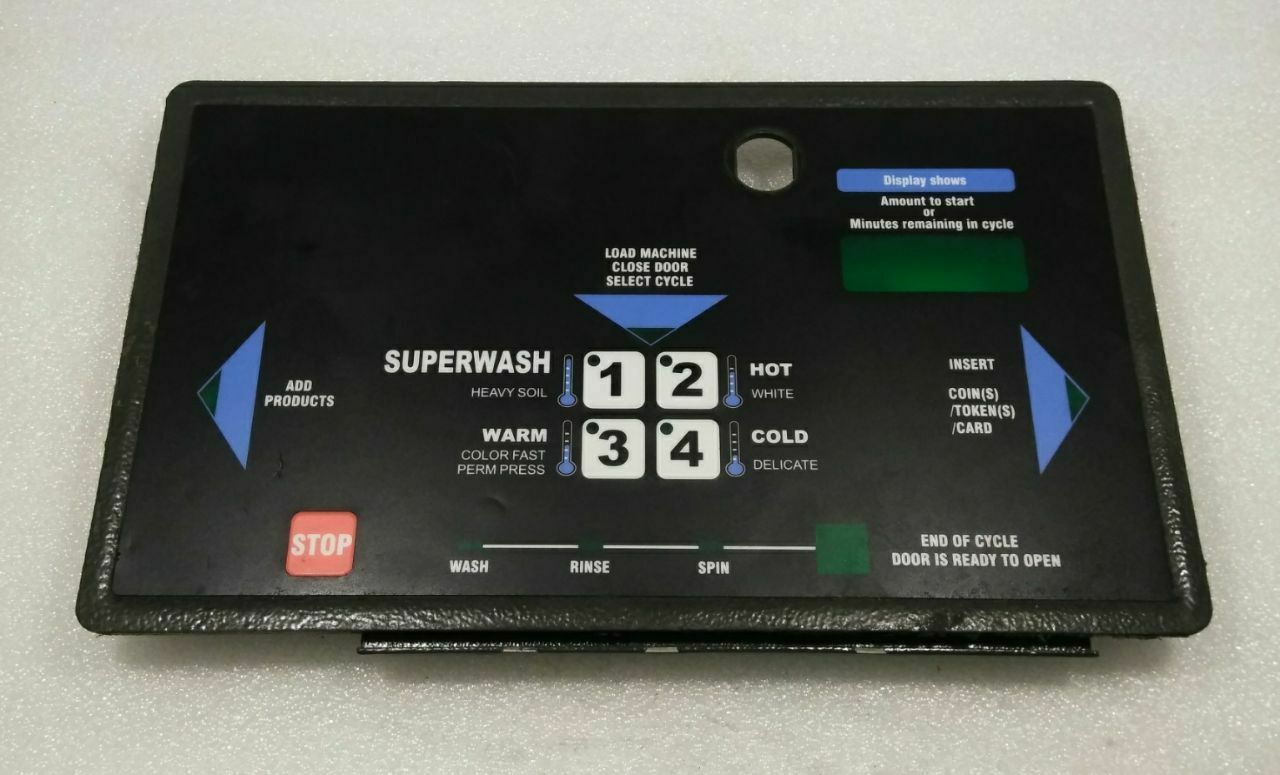 Display shows
Amount to start
or
Minutes remaining in cycle
LOAD MACHINE
CLOSE DOOR
SELECT CYCLE
ADD
PRODUCTS
SUPERWASH
HEAVY SOIL
1
2
HOT
WHITE
WARM
COLOR FAST
PERM PRESS
3
4
COLD
DELICATE
INSERT
COIN(S)
/TOKEN(S)
/CARD
STOP
WASH
RINSE
SPIN
END OF CYCLE
DOOR IS READY TO OPEN